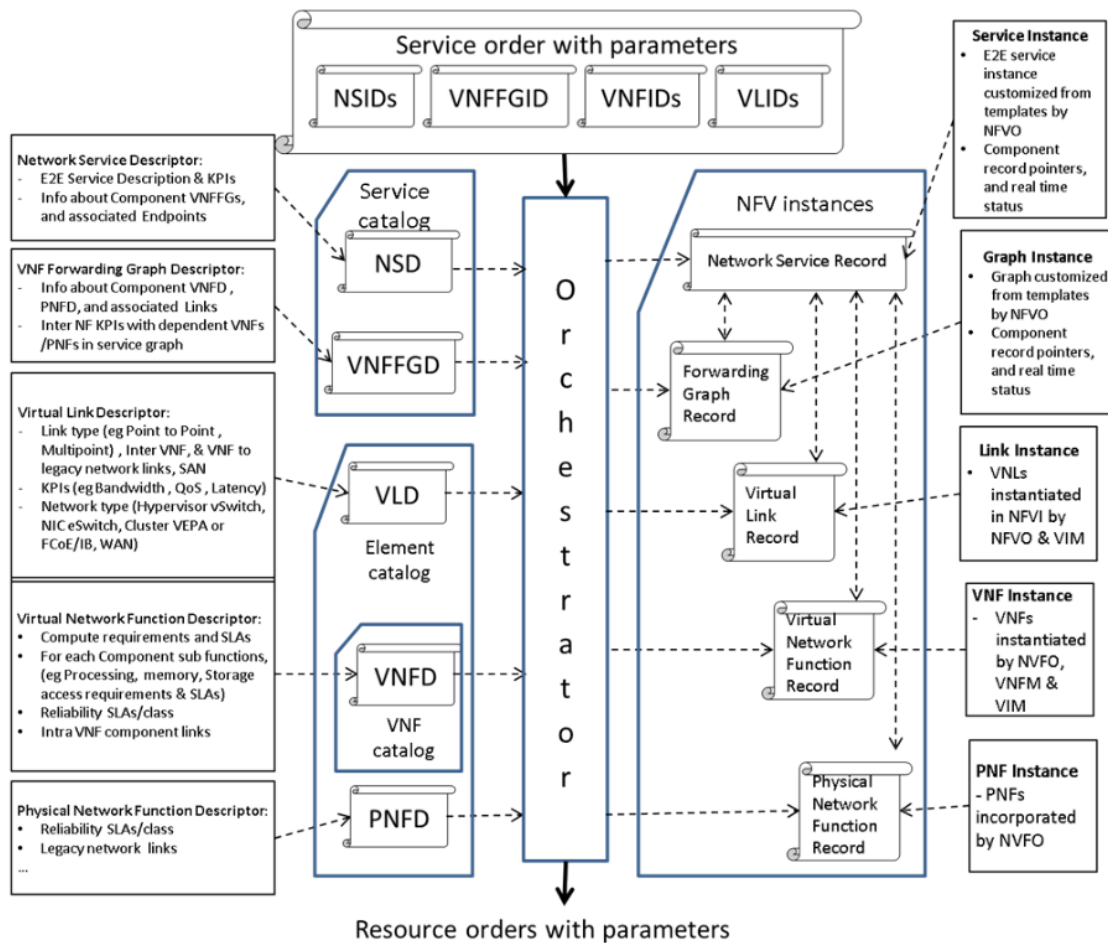 Service order with parameters
NSIDs
VNFFGID
VNFIDs
VLIDs
Network Service Descriptor:
- E2E Service Description & KPIs
- Info about Component VNFFGs,
and associated Endpoints
VNF Forwarding Graph Descriptor:
- Info about Component VNFD ,
PNFD, and associated Links
- Inter NF KPIs with dependent VNFs
/PNFs in service graph
Virtual Link Descriptor:
- Link type (eg Point to Point ,
Multipoint) , Inter VNF, & VNF to
legacy network links, SAN
- KPIs (eg Bandwidth , QoS , Latency)
- Network type (Hypervisor vSwitch,
NIC eSwitch, Cluster VEPA or
FCoE/IB, WAN)
Virtual Network Function Descriptor:
• Compute requirements and SLAs
• For each Component sub functions,
(eg Processing, memory, Storage
access requirements & SLAs)
• Reliability SLAs/class
• Intra VNF component links
Physical Network Function Descriptor:
• Reliability SLAs/class
• Legacy network links
...
Service
catalog
NSD
VNFFGD
VLD
Element
catalog
VNFD
VNF
catalog
PNFD
Orchestrator
NFV instances
Network Service Record
Forwarding
Graph
Record
Virtual
Link
Record
Virtual
Network
Function
Record
Physical
Network
Function
Record
Service Instance
• E2E service
instance
customized from
templates by
NFVO
• Component
record pointers,
and real time
status
Graph Instance
• Graph customized
from templates
by NFVO
• Component
record pointers,
and real time
status
Link Instance
• VNLs
instantiated
in NFVI by
NFVO & VIM
VNF Instance
- VNFs
instantiated
by NVFO,
VNFM &
VIM
PNF Instance
- PNFs
incorporated
by NVFO
Resource orders with parameters